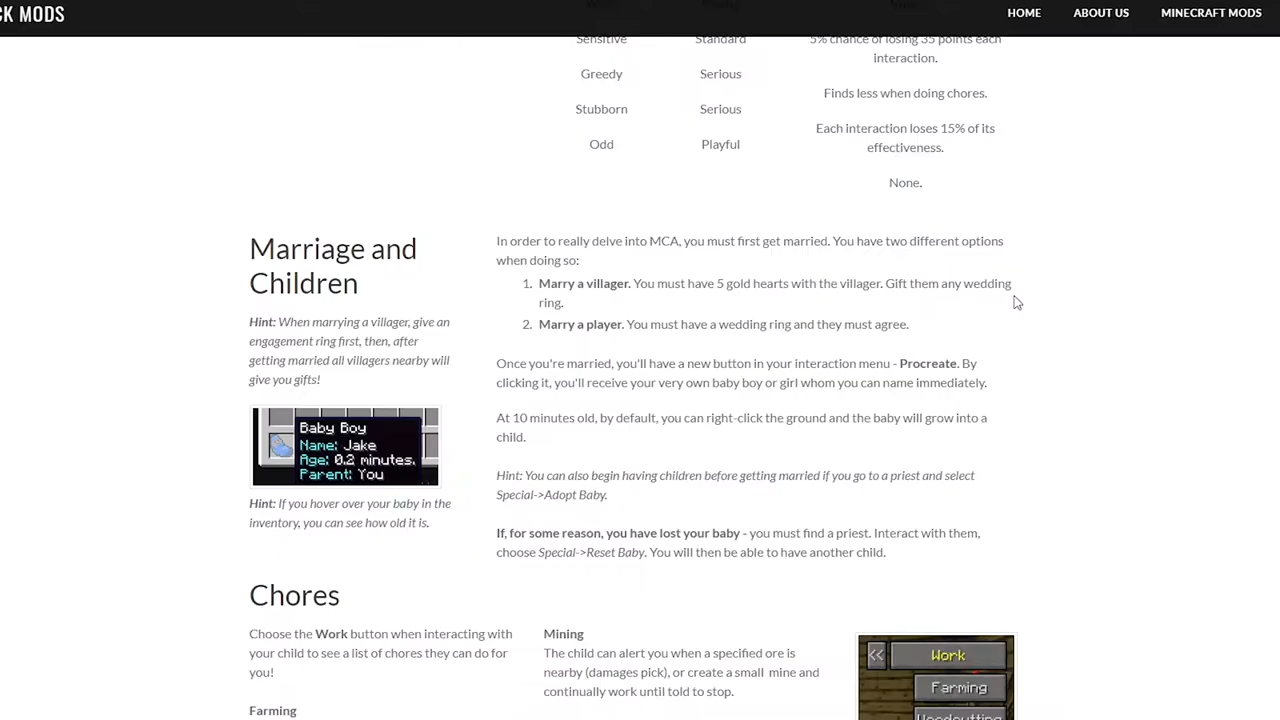 CK MODS
HOME
ABOUT US
MINECRAFT MODS
Sensitive
Standard
5% chance of losing 35 points each
interaction.
Greedy
Serious
Finds less when doing chores.
Stubborn
Serious
Each interaction loses 15% of its
effectiveness.
Odd
Playful
None.
Marriage and
Children
Hint: When marrying a villager, give an
engagement ring first, then, after
getting married all villagers nearby will
give you gifts!
Baby Boy
Name: Jake
Age: 0.2 minutes.
Parent: You
Hint: If you hover over your baby in the
inventory, you can see how old it is.
In order to really delve into MCA, you must first get married. You have two different options
when doing so:
1. Marry a villager. You must have 5 gold hearts with the villager. Gift them any wedding
ring.
2. Marry a player. You must have a wedding ring and they must agree.
Once you're married, you'll have a new button in your interaction menu - Procreate. By
clicking it, you'll receive your very own baby boy or girl whom you can name immediately.
At 10 minutes old, by default, you can right-click the ground and the baby will grow into a
child.
Hint: You can also begin having children before getting married if you go to a priest and select
Special->Adopt Baby.
If, for some reason, you have lost your baby - you must find a priest. Interact with them,
choose Special->Reset Baby. You will then be able to have another child.
Chores
Choose the Work button when interacting with
your child to see a list of chores they can do for
you!
Farming
Mining
The child can alert you when a specified ore is
nearby (damages pick), or create a small mine and
continually work until told to stop.
<< Work
Farming
Woodcutting